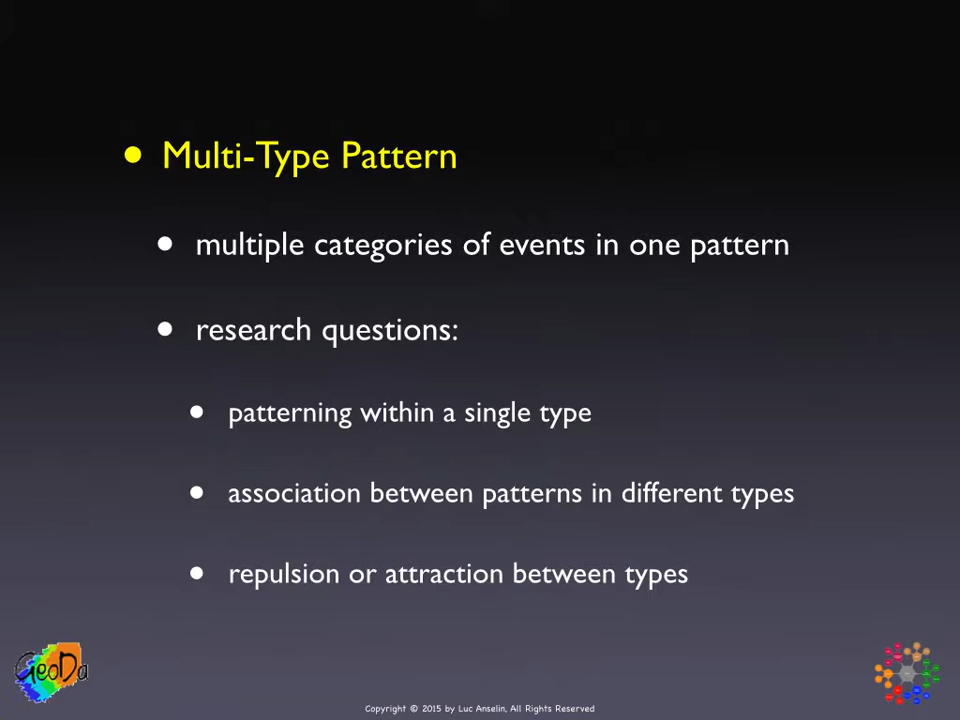 Multi-Type Pattern
multiple categories of events in one pattern
research questions:
patterning within a single type
association between patterns in different types
repulsion or attraction between types
GeoDa
Copyright © 2015 by Luc Anselin, All Rights Reserved